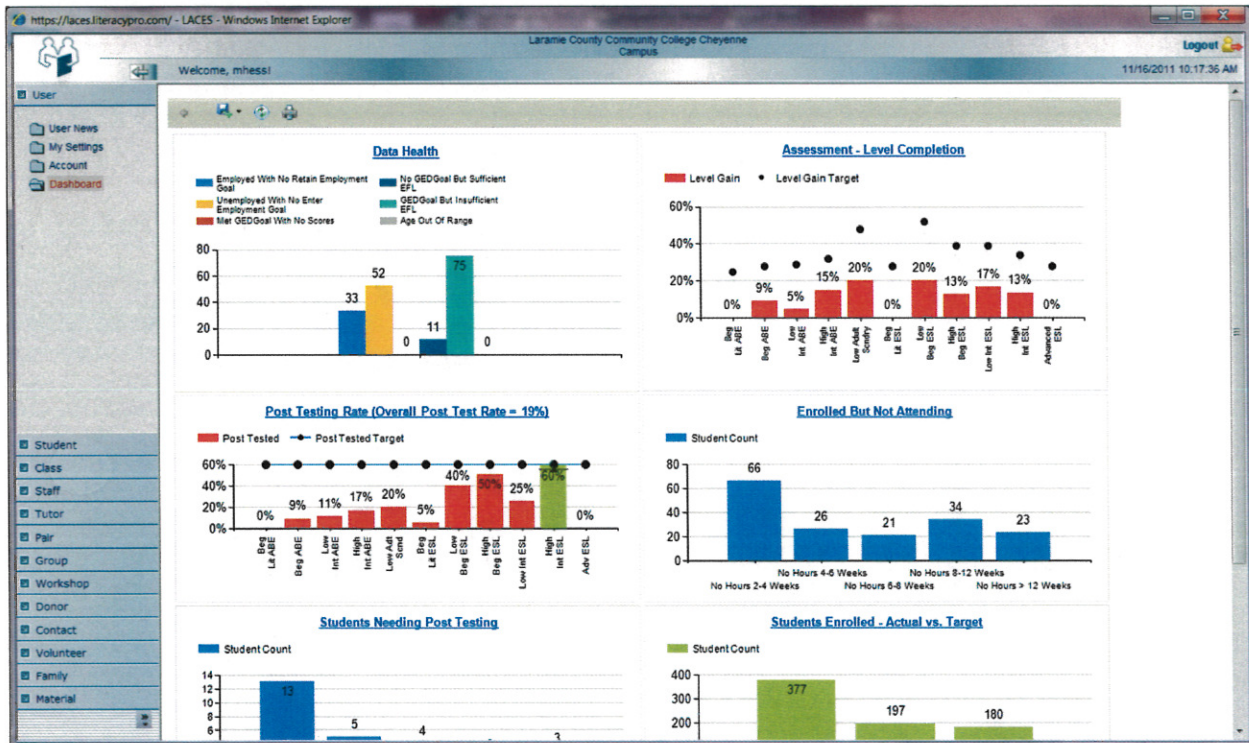 https://laces.literacypro.com/ - LACES - Windows Internet Explorer
Laramie County Community College Cheyenne
Campus
Logout
Welcome, mhess!
11/16/2011 10:17:36 AM
User
User News
My Settings
Account
Dashboard
Student
Class
Staff
Tutor
Pair
Group
Workshop
Donor
Contact
Volunteer
Family
Material
Data Health
Employed With No Retain Employment
Goal
No GEDGoal But Sufficient
EFL
Unemployed With No Enter
Employment Goal
GEDGoal But Insufficient
EFL
Met GEDGoal With No Scores
Age Out Of Range
80
60
40
20
0
33
52
0
11
75
0
Assessment - Level Completion
Level Gain
Level Gain Target
60%
40%
20%
0%
0%
9%
5%
15%
20%
0%
20%
13%
17%
13%
0%
Beg
Lit ABE
Beg ABE
Low
Int ABE
High
Int ABE
Low Adult
Scndry
Beg
Lit ESL
Low
Beg ESL
High
Beg ESL
Low Int ESL
High
Int ESL
Advanced
ESL
Post Testing Rate (Overall Post Test Rate = 19%)
Post Tested
Post Tested Target
60%
40%
20%
0%
0%
9%
11%
17%
20%
5%
40%
50%
25%
60%
0%
Beg
Lit ABE
Beg ABE
Low
Int ABE
High
Int ABE
Low Adt
Scnd
Beg
Lit ESL
Low
Beg ESL
High
Beg ESL
Low Int ESL
High
Int ESL
Adv ESL
Enrolled But Not Attending
Student Count
80
60
40
20
0
66
26
21
34
23
No Hours 2-4 Weeks
No Hours 4-6 Weeks
No Hours 6-8 Weeks
No Hours 8-12 Weeks
No Hours > 12 Weeks
Students Needing Post Testing
Student Count
14
12
10
8
6
13
5
4
3
Students Enrolled - Actual vs. Target
Student Count
400
300
200
377
197
180